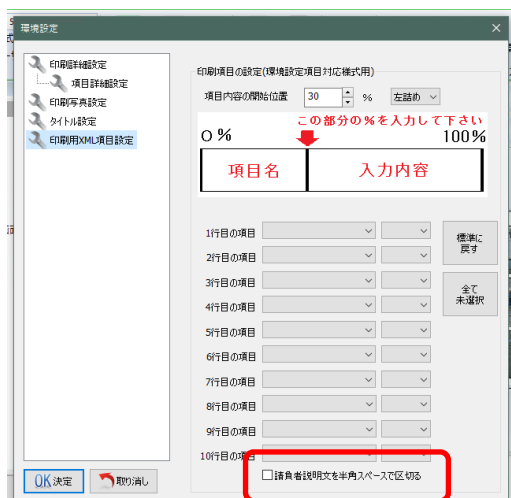 環境設定
印刷詳細設定
項目詳細設定
印刷写真設定
タイトル設定
印刷用XML項目設定
印刷項目の設定(環境設定項目対応様式用)
項目内容の開始位置 30 % 左詰め
この部分の%を入力して下さい
0% 100%
項目名 入力内容
1行目の項目
2行目の項目
3行目の項目
4行目の項目
5行目の項目
6行目の項目
7行目の項目
8行目の項目
9行目の項目
10行目の項目
標準に
戻す
全て
未選択
請負者説明文を半角スペースで区切る
OK 決定 取り消し